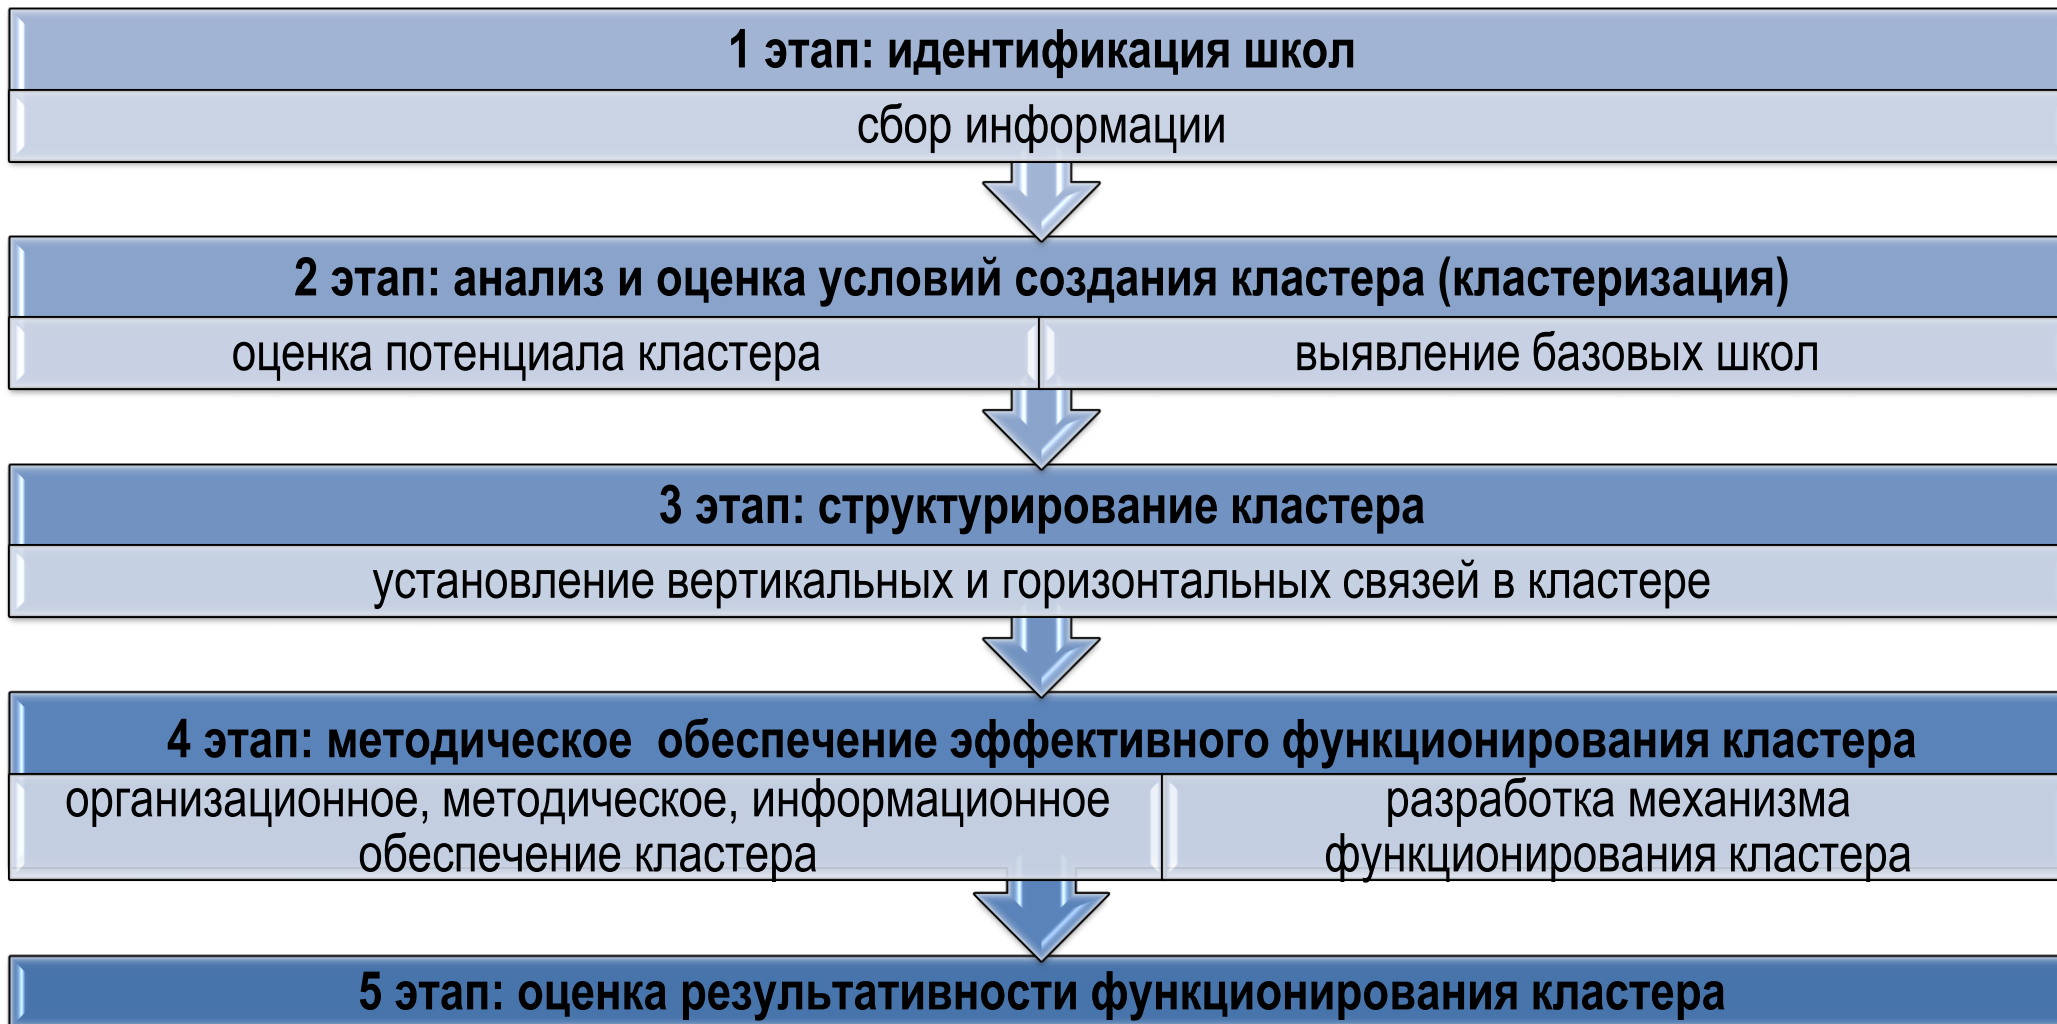 1 этап: идентификация школ
сбор информации
2 этап: анализ и оценка условий создания кластера (кластеризация)
оценка потенциала кластера
выявление базовых школ
3 этап: структурирование кластера
установление вертикальных и горизонтальных связей в кластере
4 этап: методическое  обеспечение эффективного функционирования кластера
организационное, методическое, информационное
обеспечение кластера
разработка механизма
функционирования кластера
5 этап: оценка результативности функционирования кластера